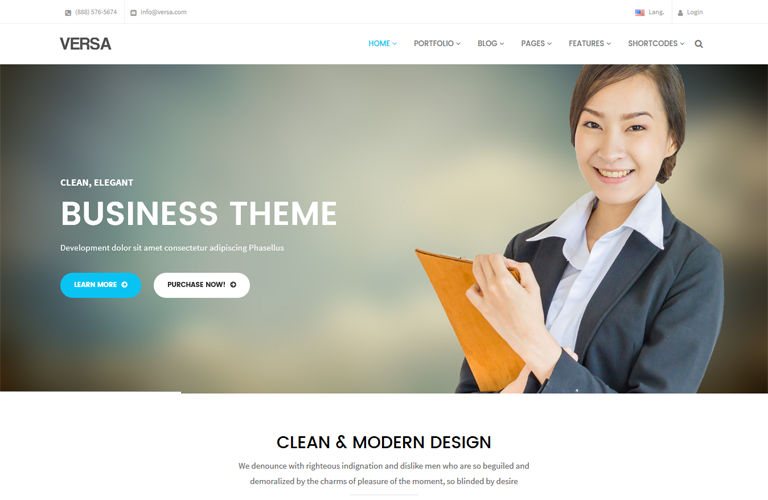 (888) 576-5674 info@versa.com Lang. Login
VERSA HOME PORTFOLIO BLOG PAGES FEATURES SHORTCODES
CLEAN, ELEGANT
BUSINESS THEME
Development dolor sit amet consectetur adipiscing Phasellus
LEARN MORE PURCHASE NOW!
CLEAN & MODERN DESIGN
We denounce with righteous indignation and dislike men who are so beguiled and
demoralized by the charms of pleasure of the moment, so blinded by desire